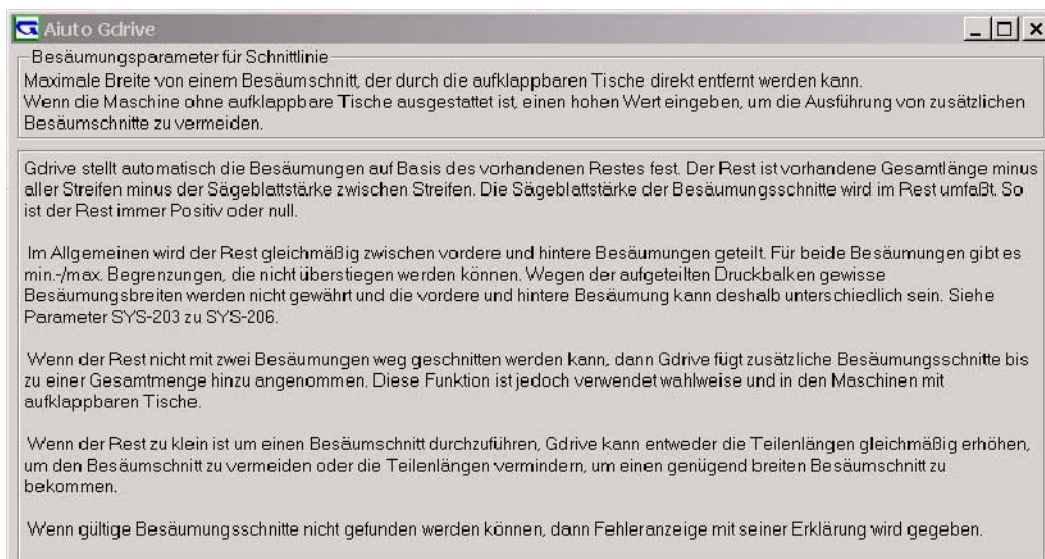 Aiuto Gdrive
Besäumungsparameter für Schnittlinie
Maximale Breite von einem Besäumschnitt, der durch die aufklappbaren Tische direkt entfernt werden kann.
Wenn die Maschine ohne aufklappbare Tische ausgestattet ist, einen hohen Wert eingeben, um die Ausführung von zusätzlichen
Besäumschnitte zu vermeiden.
Gdrive stellt automatisch die Besäumungen auf Basis des vorhandenen Restes fest. Der Rest ist vorhandene Gesamtlänge minus
aller Streifen minus der Sägeblattstärke zwischen Streifen. Die Sägeblattstärke der Besäumungsschnitte wird im Rest umfaßt. So
ist der Rest immer Positiv oder null.
Im Allgemeinen wird der Rest gleichmäßig zwischen vordere und hintere Besäumungen geteilt. Für beide Besäumungen gibt es
min.-/max. Begrenzungen, die nicht überstiegen werden können. Wegen der aufgeteilten Druckbalken gewisse
Besäumungsbreiten werden nicht gewährt und die vordere und hintere Besäumung kann deshalb unterschiedlich sein. Siehe
Parameter SYS-203 zu SYS-206.
Wenn der Rest nicht mit zwei Besäumungen weg geschnitten werden kann, dann Gdrive fügt zusätzliche Besäumungsschnitte bis
zu einer Gesamtmenge hinzu angenommen. Diese Funktion ist jedoch verwendet wahlweise und in den Maschinen mit
aufklappbaren Tische.
Wenn der Rest zu klein ist um einen Besäumschnitt durchzuführen, Gdrive kann entweder die Teilenlängen gleichmäßig erhöhen,
um den Besäumschnitt zu vermeiden oder die Teilenlängen vermindern, um einen genügend breiten Besäumschnitt zu
bekommen.
Wenn gültige Besäumungsschnitte nicht gefunden werden können, dann Fehleranzeige mit seiner Erklärung wird gegeben.